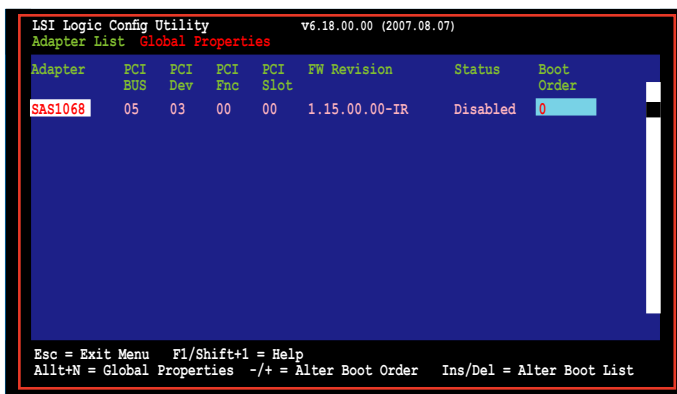 LSI Logic Config Utility v6.18.00.00 (2007.08.07)
Adapter List Global Properties
Adapter PCI PCI PCI PCI FW Revision Status Boot
BUS Dev Fnc Slot Order
SAS1068 05 03 00 00 1.15.00.00-IR Disabled 0
Esc = Exit Menu F1/Shift+1 = Help
Allt+N = Global Properties -/+ = Alter Boot Order Ins/Del = Alter Boot List